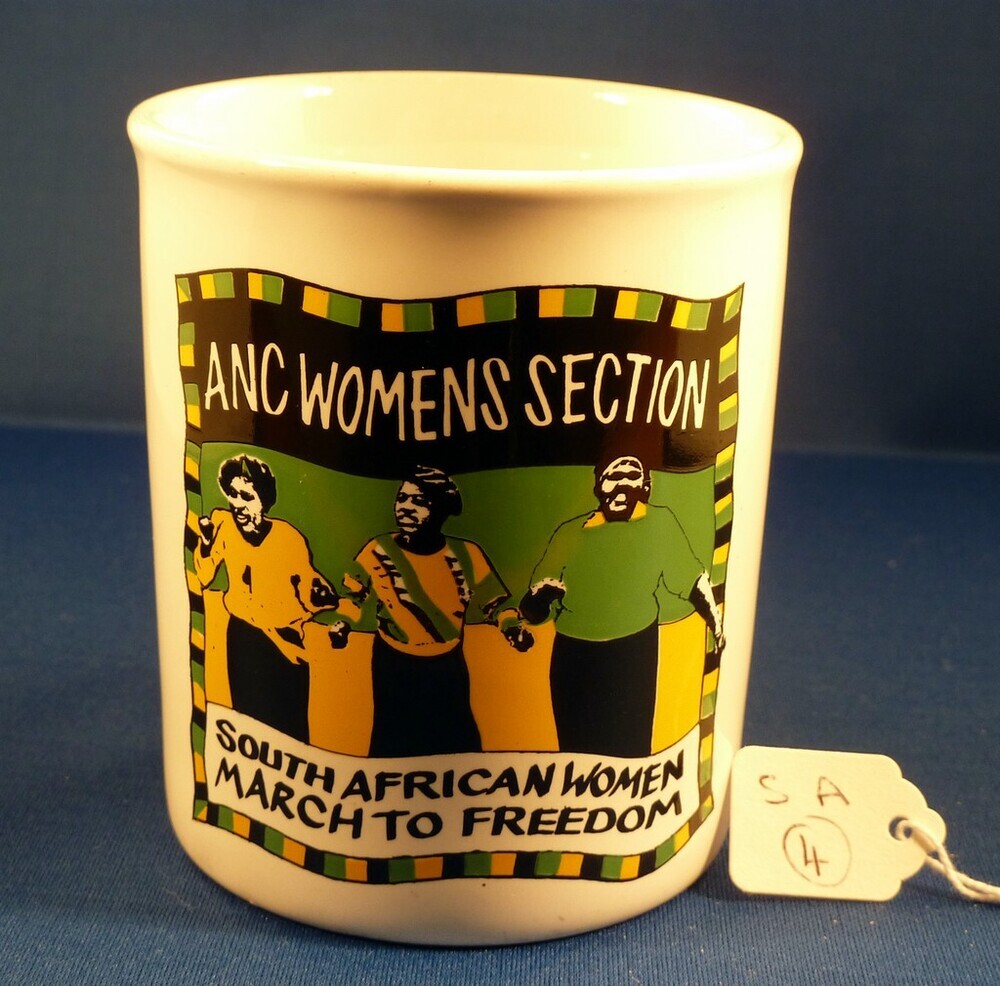 ANC WOMENS SECTION
SOUTH AFRICAN WOMEN
MARCH TO FREEDOM
SA
4